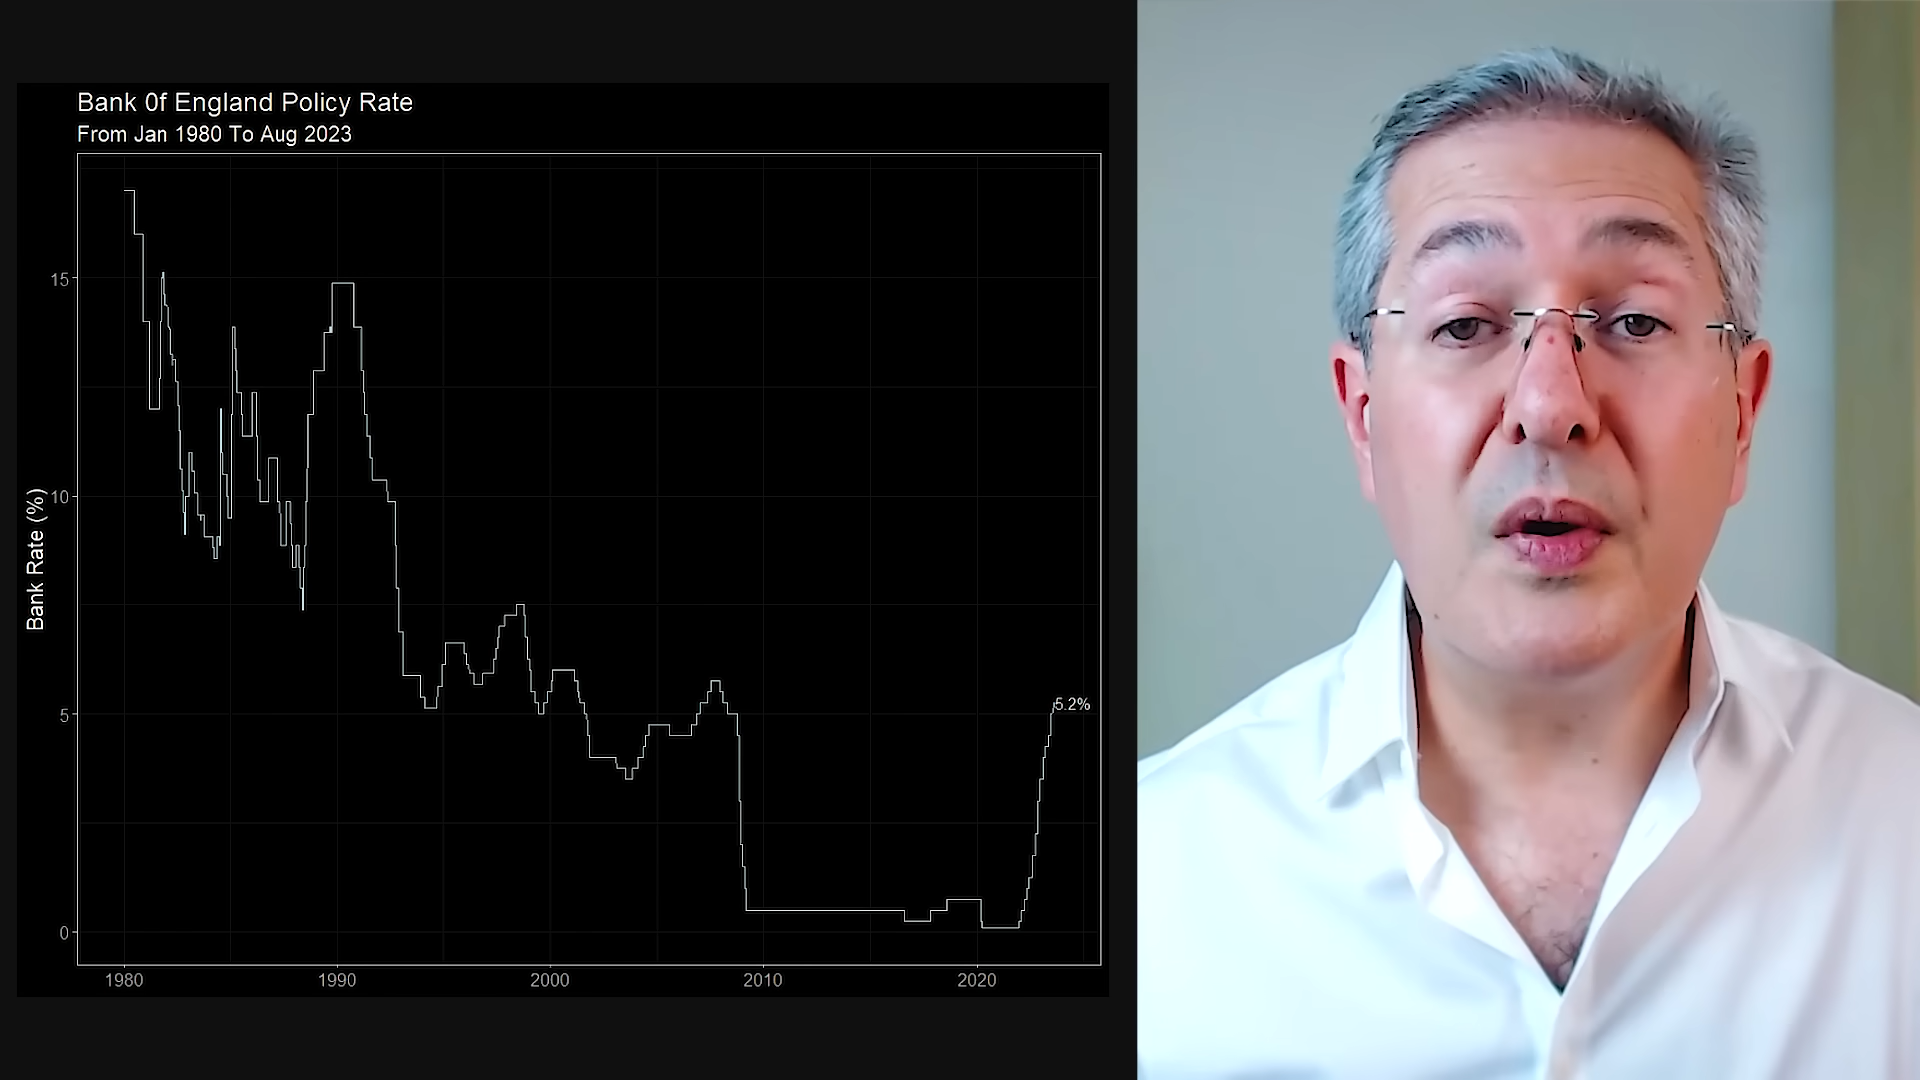 Bank 0f England Policy Rate
From Jan 1980 To Aug 2023
Bank Rate (%)
15
10
5
0
5.2%
1980 1990 2000 2010 2020